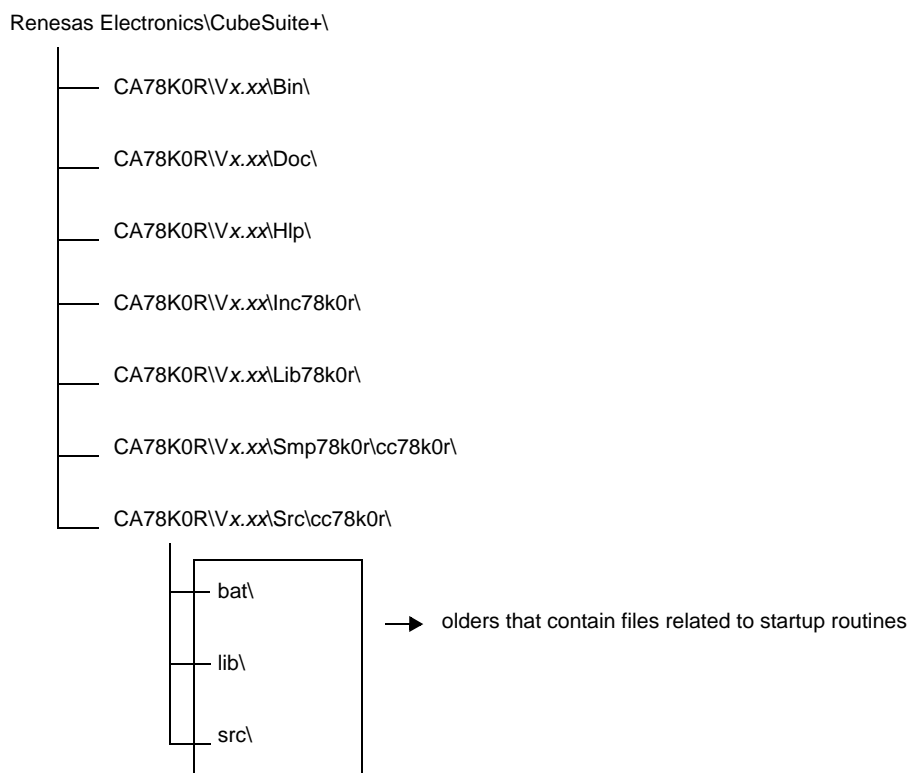 Renesas Electronics\CubeSuite+\
CA78K0R\Vx.xx\Bin\
CA78K0R\Vx.xx\Doc\
CA78K0R\Vx.xx\Hlp\
CA78K0R\Vx.xx\Inc78k0r\
CA78K0R\Vx.xx\Lib78k0r\
CA78K0R\Vx.xx\Smp78k0r\cc78k0r\
CA78K0R\Vx.xx\Src\cc78k0r\
bat\
olders that contain files related to startup routines
lib\
src\